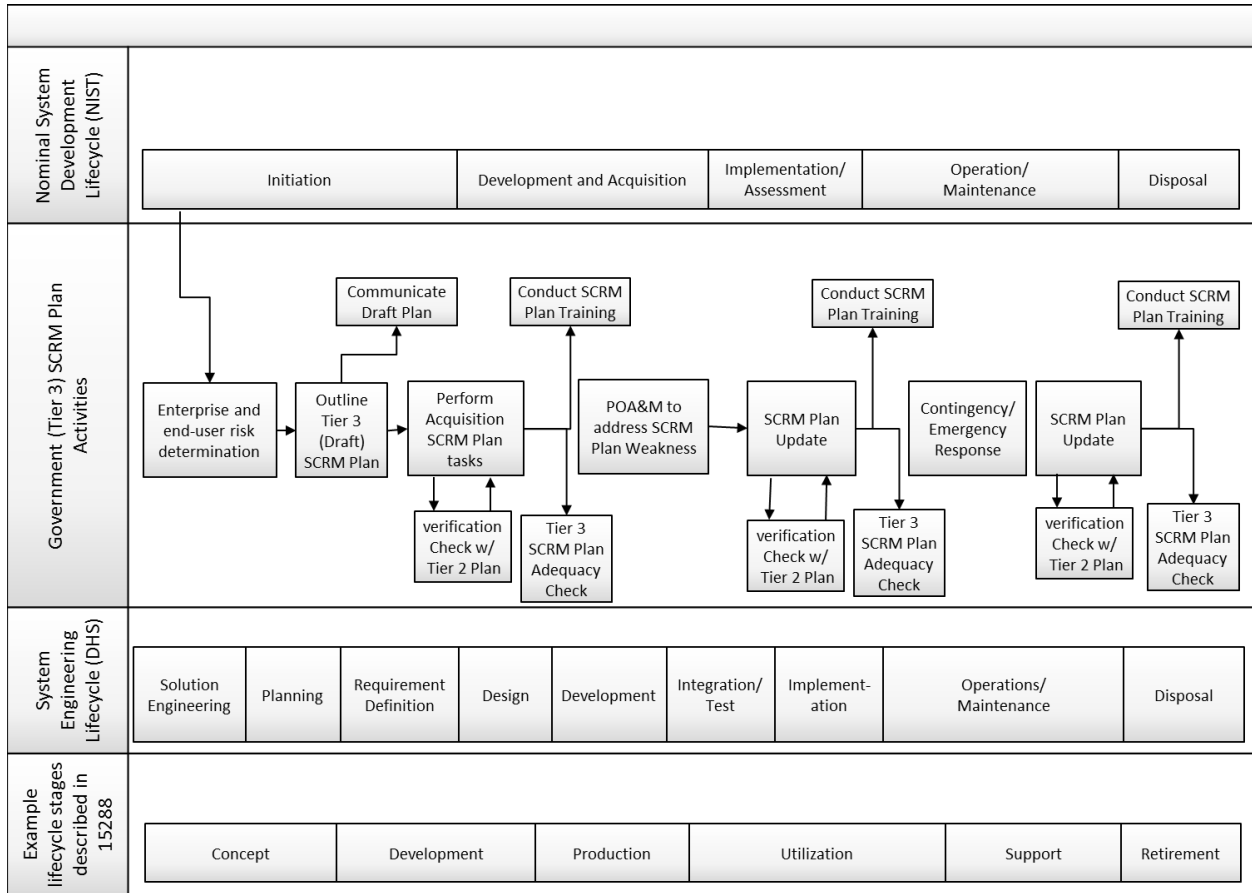 Nominal System
Development
Lifecycle (NIST)
Initiation
Development and Acquisition
Implementation/
Assessment
Operation/
Maintenance
Disposal
Government (Tier 3) SCRM Plan
Activities
Communicate
Draft Plan
Conduct SCRM
Plan Training
Conduct SCRM
Plan Training
Conduct SCRM
Plan Training
Enterprise and
end-user risk
determination
Outline
Tier 3
(Draft)
SCRM Plan
Perform
Acquisition
SCRM Plan
tasks
POA&M to
address SCRM
Plan Weakness
SCRM Plan
Update
Contingency/
Emergency
Response
SCRM Plan
Update
verification
Check w/
Tier 2 Plan
Tier 3
SCRM Plan
Adequacy
Check
verification
Check w/
Tier 2 Plan
Tier 3
SCRM Plan
Adequacy
Check
verification
Check w/
Tier 2 Plan
Tier 3
SCRM Plan
Adequacy
Check
System
Engineering
Lifecycle (DHS)
Solution
Engineering
Planning
Requirement
Definition
Design
Development
Integration/
Test
Implement-
ation
Operations/
Maintenance
Disposal
Example
lifecycle stages
described in
15288
Concept
Development
Production
Utilization
Support
Retirement